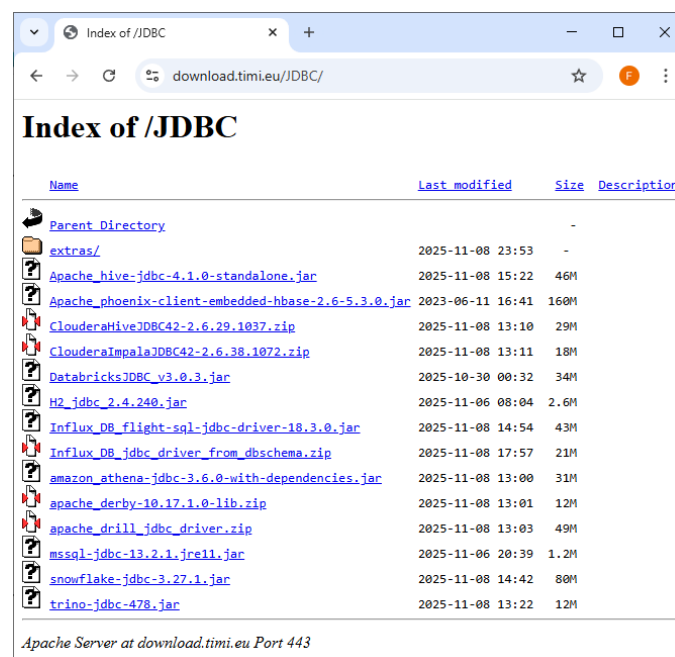 Index of /JDBC
download.timi.eu/JDBC/
F
Index of /JDBC
Name Last modified Size Description
Parent Directory -
extras/ 2025-11-08 23:53 -
Apache_hive-jdbc-4.1.0-standalone.jar 2025-11-08 15:22 46M
Apache_phoenix-client-embedded-hbase-2.6-5.3.0.jar 2023-06-11 16:41 160M
ClouderaHiveJDBC42-2.6.29.1037.zip 2025-11-08 13:10 29M
ClouderaImpalaJDBC42-2.6.38.1072.zip 2025-11-08 13:11 18M
DatabricksJDBC_v3.0.3.jar 2025-10-30 00:32 34M
H2_jdbc_2.4.240.jar 2025-11-06 08:04 2.6M
Influx_DB_flight-sql-jdbc-driver-18.3.0.jar 2025-11-08 14:54 43M
Influx_DB_jdbc_driver_from_dbschema.zip 2025-11-08 17:57 21M
amazon_athena-jdbc-3.6.0-with-dependencies.jar 2025-11-08 13:00 31M
apache_derby-10.17.1.0-lib.zip 2025-11-08 13:01 12M
apache_drill_jdbc_driver.zip 2025-11-08 13:03 49M
mssql-jdbc-13.2.1.jre11.jar 2025-11-06 20:39 1.2M
snowflake-jdbc-3.27.1.jar 2025-11-08 14:42 80M
trino-jdbc-478.jar 2025-11-08 13:22 12M
Apache Server at download.timi.eu Port 443